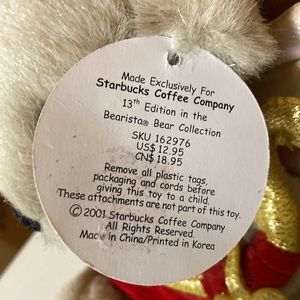 Made Exclusively For
Starbucks Coffee Company
13th Edition in the
Bearista® Bear Collection
SKU 162976
US$ 12.95
CN$ 18.95
Remove all plastic tags,
packaging and cords before
giving this toy to a child.
These attachments are not part of this toy.
© 2001 Starbucks Coffee Company
All Rights Reserved.
Made in China/Printed in Korea